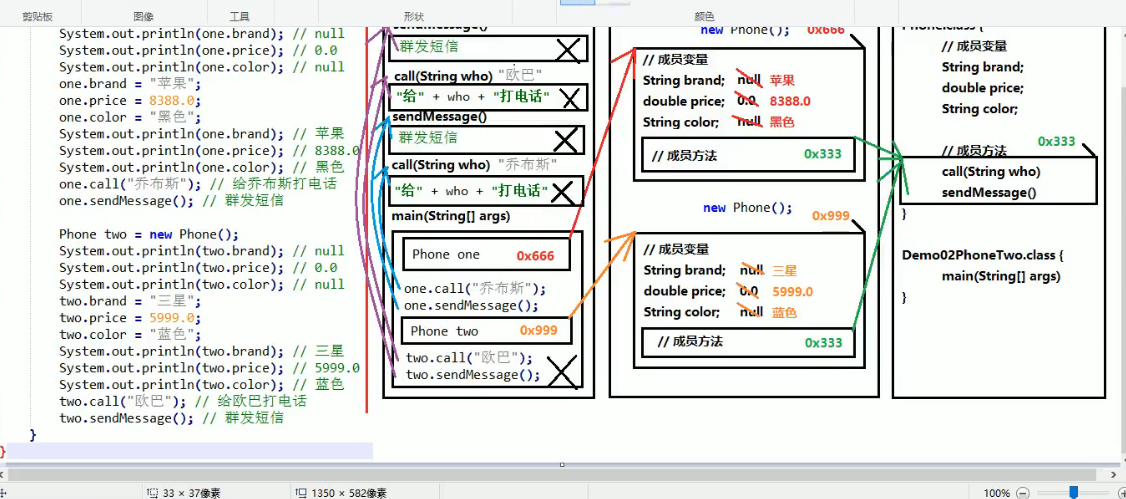 剪贴板 图像 工具 形状 颜色
System.out.println(one.brand); // null
System.out.println(one.price); // 0.0
System.out.println(one.color); // null
one.brand = "苹果";
one.price = 8388.0;
one.color = "黑色";
System.out.println(one.brand); // 苹果
System.out.println(one.price); // 8388.0
System.out.println(one.color); // 黑色
one.call("乔布斯"); // 给乔布斯打电话
one.sendMessage(); // 群发短信
Phone two = new Phone();
System.out.println(two.brand); // null
System.out.println(two.price); // 0.0
System.out.println(two.color); // null
two.brand = "三星";
two.price = 5999.0;
two.color = "蓝色";
System.out.println(two.brand); // 三星
System.out.println(two.price); // 5999.0
System.out.println(two.color); // 蓝色
two.call("欧巴"); // 给欧巴打电话
two.sendMessage(); // 群发短信
}
}
sendMessage()
群发短信
call(String who) "欧巴"
"给" + who + "打电话"
sendMessage()
群发短信
call(String who) "乔布斯"
"给" + who + "打电话"
main(String[] args)
Phone one 0x666
one.call("乔布斯");
one.sendMessage();
Phone two 0x999
two.call("欧巴");
two.sendMessage();
new Phone(); 0x666
// 成员变量
String brand; null 苹果
double price; 0.0 8388.0
String color; null 黑色
// 成员方法 0x333
new Phone(); 0x999
// 成员变量
String brand; null 三星
double price; 0.0 5999.0
String color; null 蓝色
// 成员方法 0x333
Phone.class {
// 成员变量
String brand;
double price;
String color;
// 成员方法 0x333
call(String who)
sendMessage()
}
Demo02PhoneTwo.class {
main(String[] args)
}
33 × 37像素 1350 × 582像素 100%